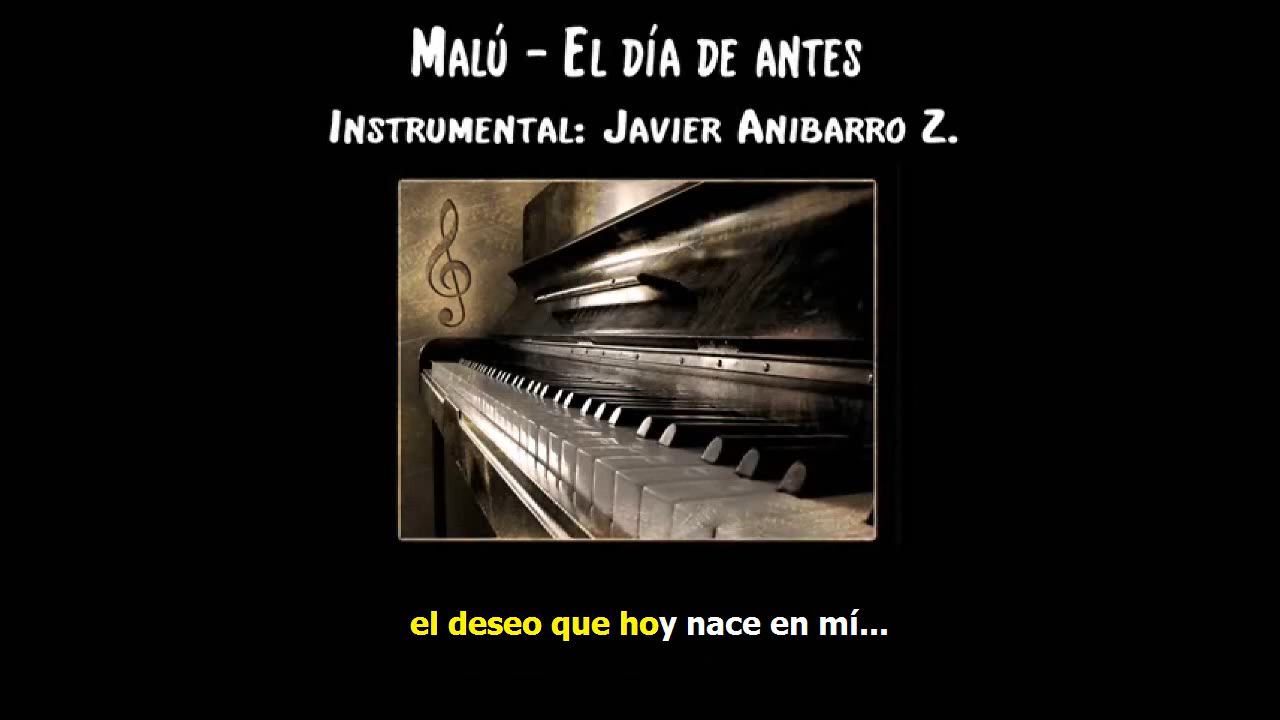 Malú - El día de antes
Instrumental: Javier Anibarro Z.
el deseo que hoy nace en mí...